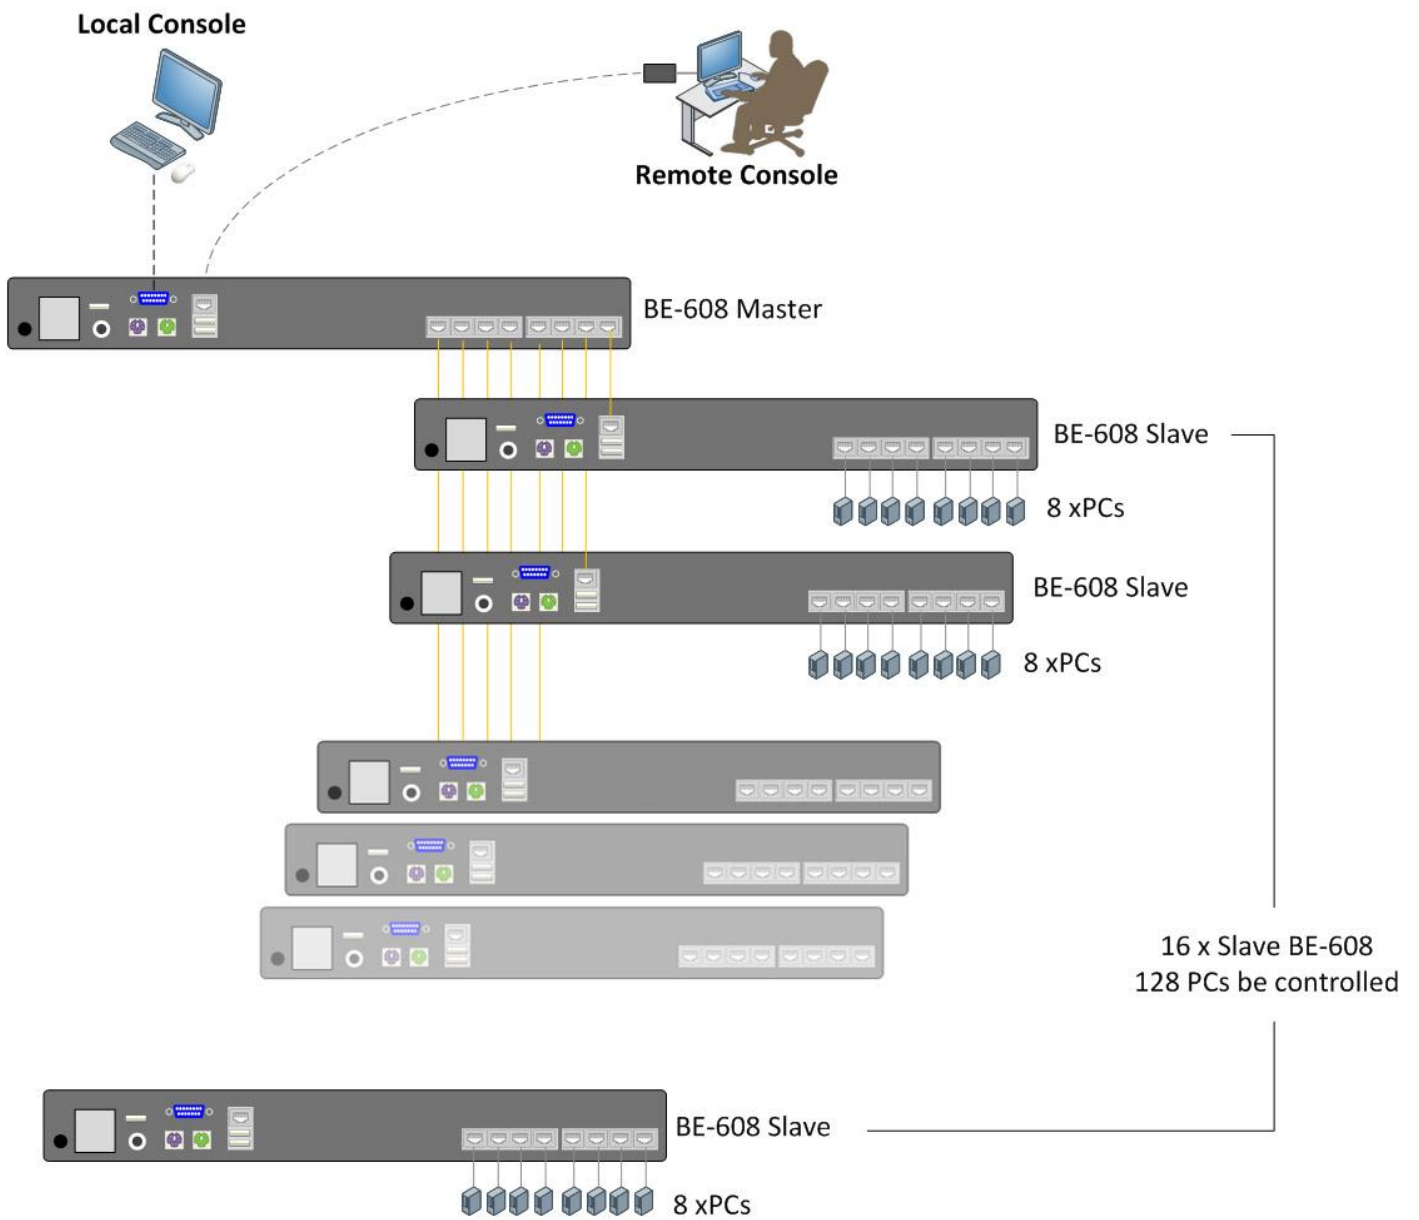 Local Console
Remote Console
BE-608 Master
BE-608 Slave
8 xPCs
BE-608 Slave
8 xPCs
16 x Slave BE-608
128 PCs be controlled
BE-608 Slave
8 xPCs